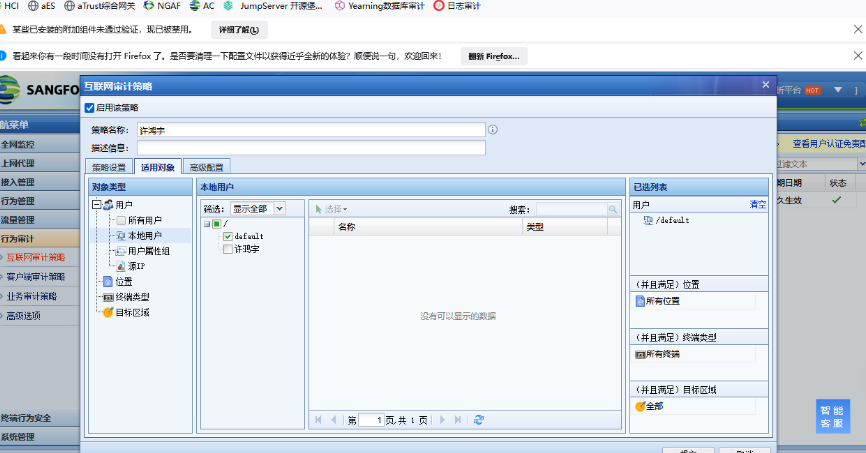 HCI aES aTrust综合网关 NGAF AC JumpServer 开源堡... Yearning数据库审计 日志审计
某些已安装的附加组件未通过验证，现已被禁用。 详细了解(L)
看起来你有一段时间没有打开 Firefox 了。是否要清理一下配置文件以获得近乎全新的体验？顺便说一句，欢迎回来！ 翻新 Firefox...
SANGFO
互联网审计策略
析平台 HOT
启用该策略
航菜单
策略名称： 许鸿宇
描述信息：
查看用户认证免责
全网监控
上网代理
接入管理
行为管理
流量管理
行为审计
互联网审计策略
客户端审计策略
业务审计策略
高级选项
终端行为安全
系统管理
策略设置 适用对象 高级配置
对象类型
用户
所有用户
本地用户
用户属性组
源IP
位置
终端类型
目标区域
本地用户
筛选： 显示全部
/
default
许鸿宇
选择
搜索：
名称 类型
没有可以显示的数据
第 1 页,共 1 页
已选列表
用户 清空
/default
（并且满足）位置
所有位置
（并且满足）终端类型
所有终端
（并且满足）目标区域
全部
过滤文本
期日期 状态
久生效
智能
客服